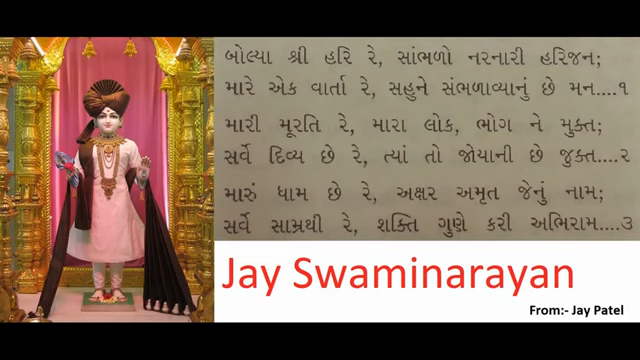 બોલ્યા શ્રી હરિ રે, સાંભળો નરનારી હરિજન;
મારે એક વાર્તા રે, સહુને સંભળાવ્યાનું છે મન....૧
મારી મૂરતિ રે, મારા લોક, ભોગ ને મુક્ત;
સર્વે દિવ્ય છે રે, ત્યાં તો જોયાની છે જુક્ત....૨
મારું ધામ છે રે, અક્ષર અમૃત જેનું નામ;
સર્વે સામ્રથી રે, શક્તિ ગુણે કરી અભિરામ....૩
Jay Swaminarayan
From:- Jay Patel